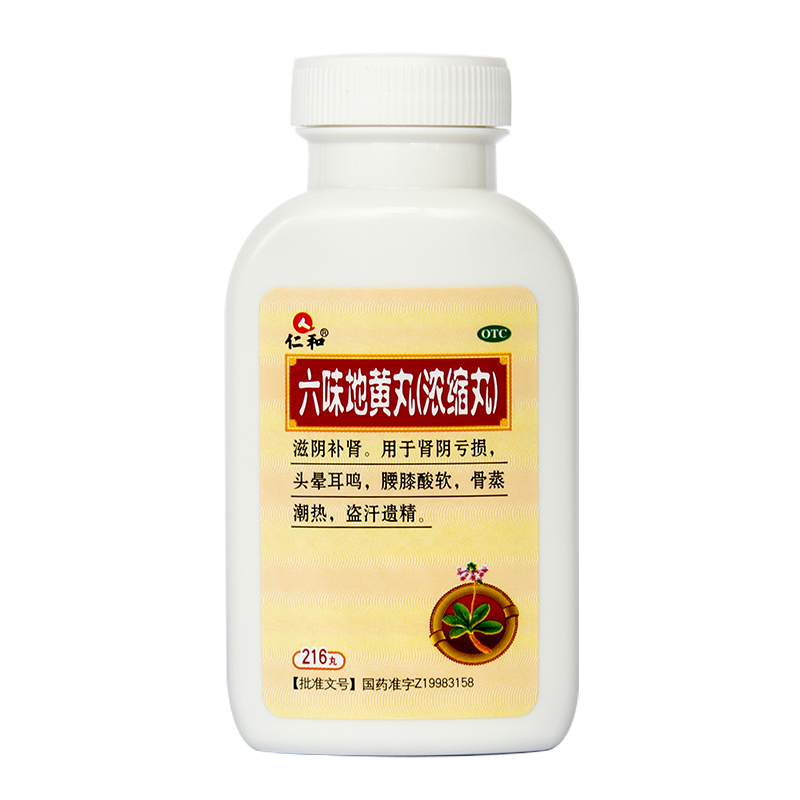 仁和®
OTC
六味地黄丸(浓缩丸)
滋阴补肾。用于肾阴亏损，
头晕耳鸣，腰膝酸软，骨蒸
潮热，盗汗遗精。
216丸
【批准文号】国药准字Z19983158